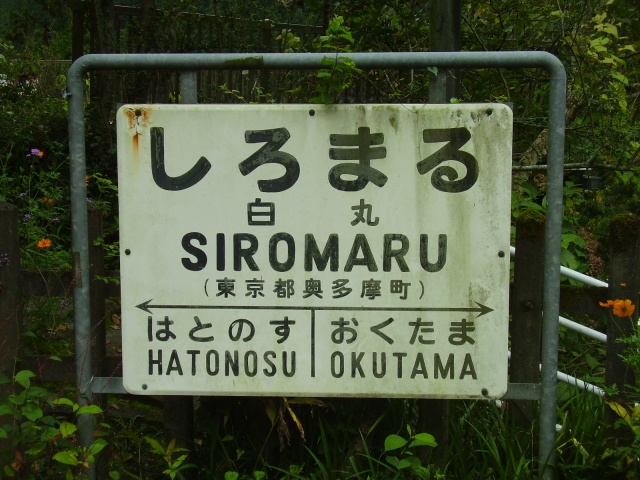 しろまる
白丸
SIROMARU
(東京都奥多摩町)
はとのす おくたま
HATONOSU OKUTAMA